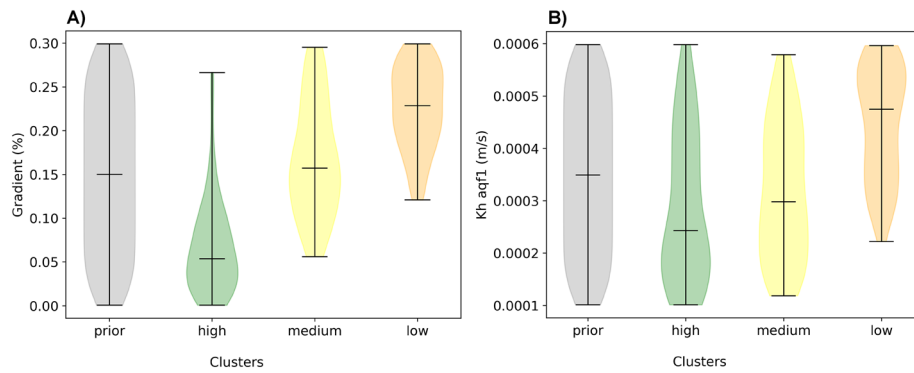 A)
Gradient (%)
0.30
0.25
0.20
0.15
0.10
0.05
0.00
prior high medium low
Clusters
B)
Kh aqf1 (m/s)
0.0006
0.0005
0.0004
0.0003
0.0002
0.0001
prior high medium low
Clusters